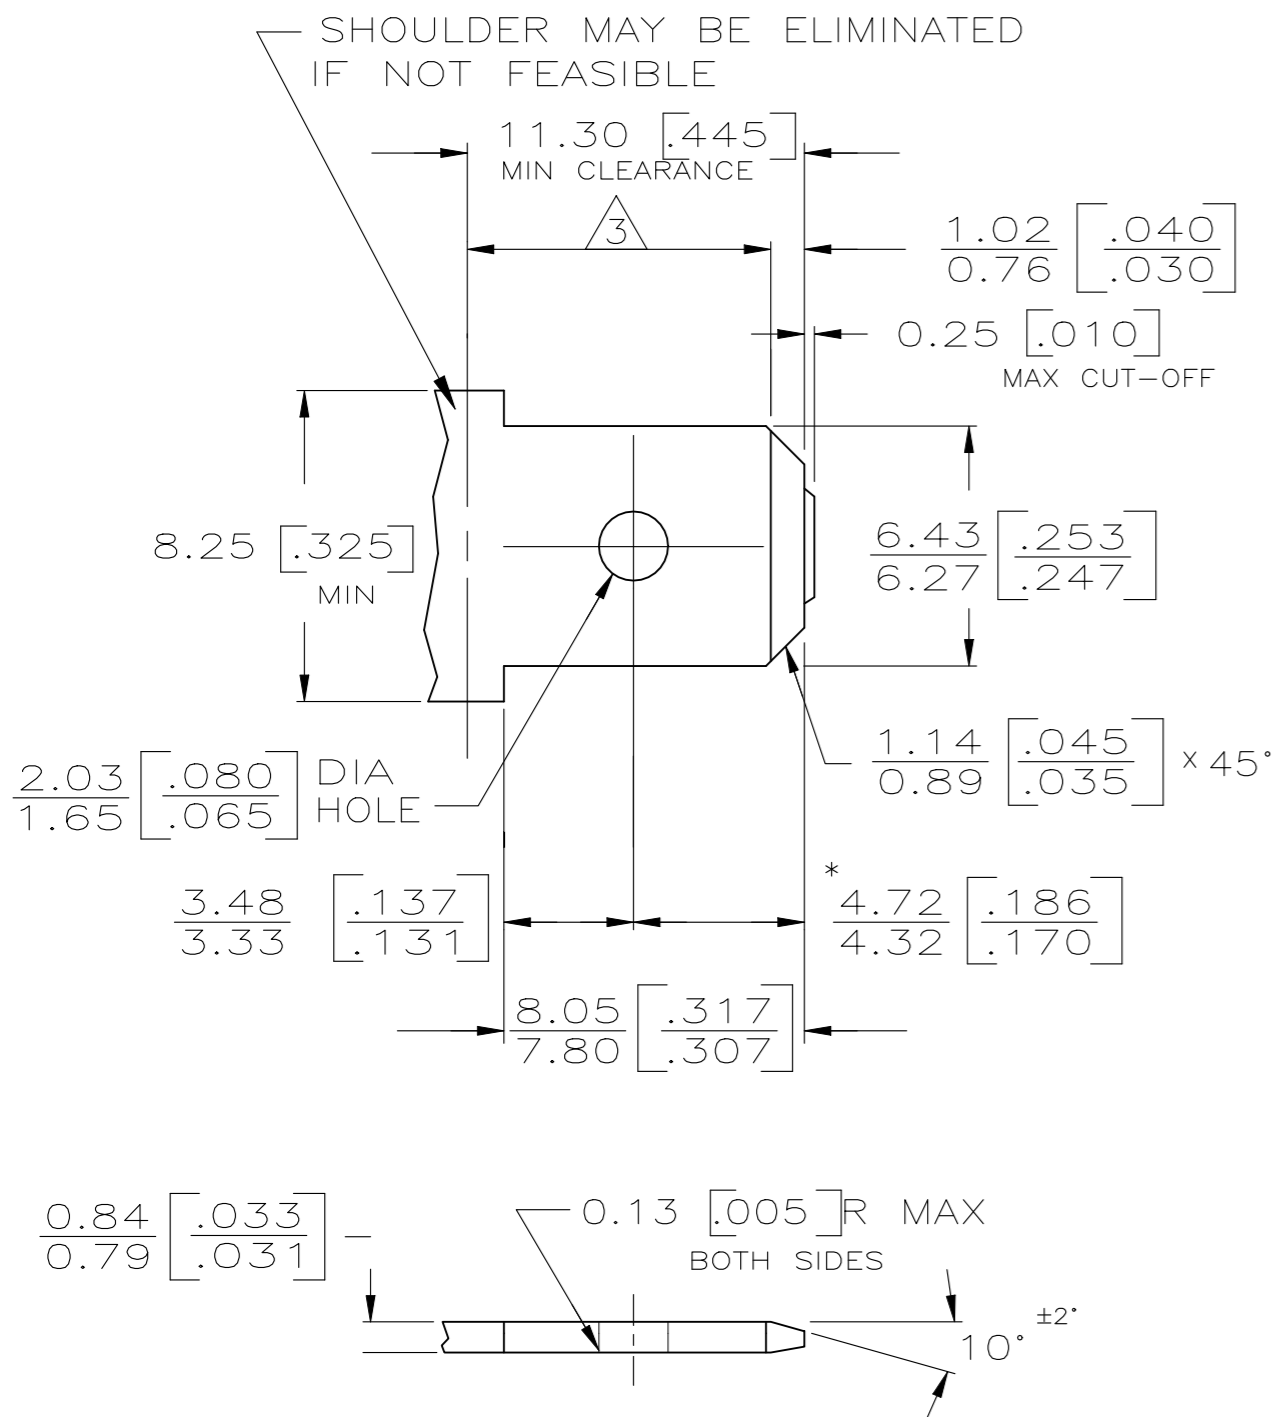 SHOULDER MAY BE ELIMINATED
IF NOT FEASIBLE
11.30 [.445]
MIN CLEARANCE
3
1.02 [.040
0.76 .030]
0.25 [.010]
MAX CUT-OFF
8.25 [.325]
MIN
6.43 [.253
6.27 .247]
2.03 [.080
1.65 .065]
DIA
HOLE
1.14 [.045
0.89 .035] x 45°
3.48 [.137
3.33 .131]
*
4.72 [.186
4.32 .170]
8.05 [.317
7.80 .307]
0.84 [.033
0.79 .031]
0.13 [.005] R MAX
BOTH SIDES
10° ±2°